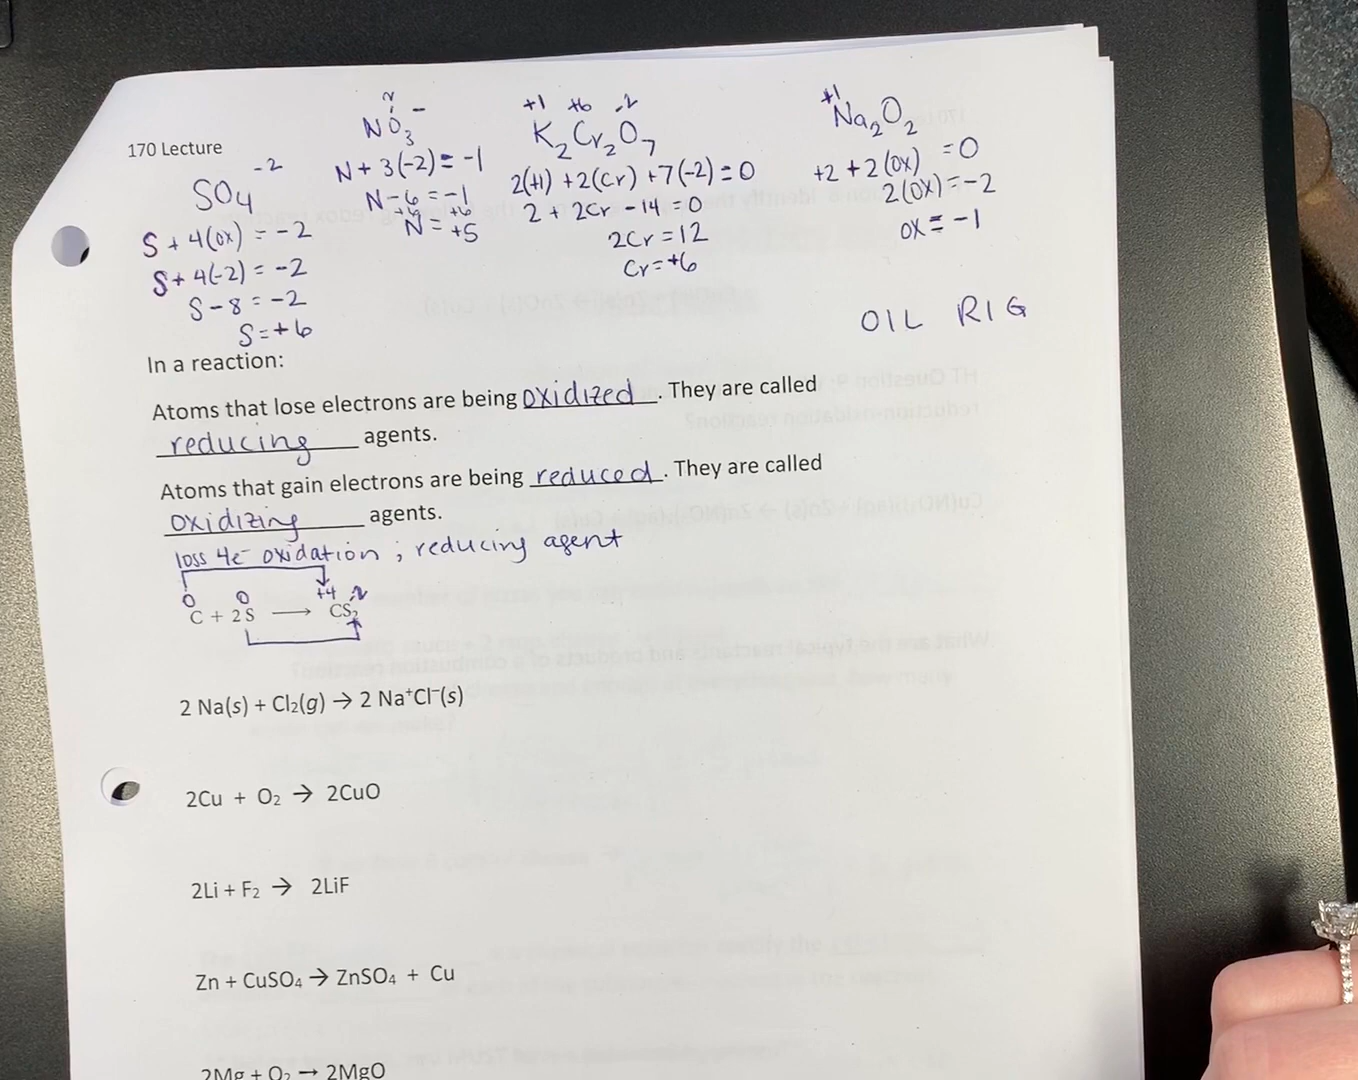 170 Lecture
SO4 -2
S + 4(ox) = -2
S + 4(-2) = -2
S - 8 = -2
S = +6
-2
NO3 -
N + 3(-2) = -1
N - 6 = -1
+6 +6
N = +5
+1 +6 -2
K2Cr2O7
2(+1) + 2(Cr) + 7(-2) = 0
2 + 2Cr - 14 = 0
2Cr = 12
Cr = +6
+1
Na2O2
+2 + 2(ox) = 0
2(ox) = -2
ox = -1
OIL RIG
In a reaction:
Atoms that lose electrons are being oxidized. They are called
reducing agents.
Atoms that gain electrons are being reduced. They are called
oxidizing agents.
loss 4e- oxidation ; reducing agent
0 0 +4 -2
C + 2S ⟶ CS2
2 Na(s) + Cl2(g) → 2 Na+Cl−(s)
2Cu + O2 → 2CuO
2Li + F2 → 2LiF
Zn + CuSO4 → ZnSO4 + Cu
2Mg + O2 → 2MgO